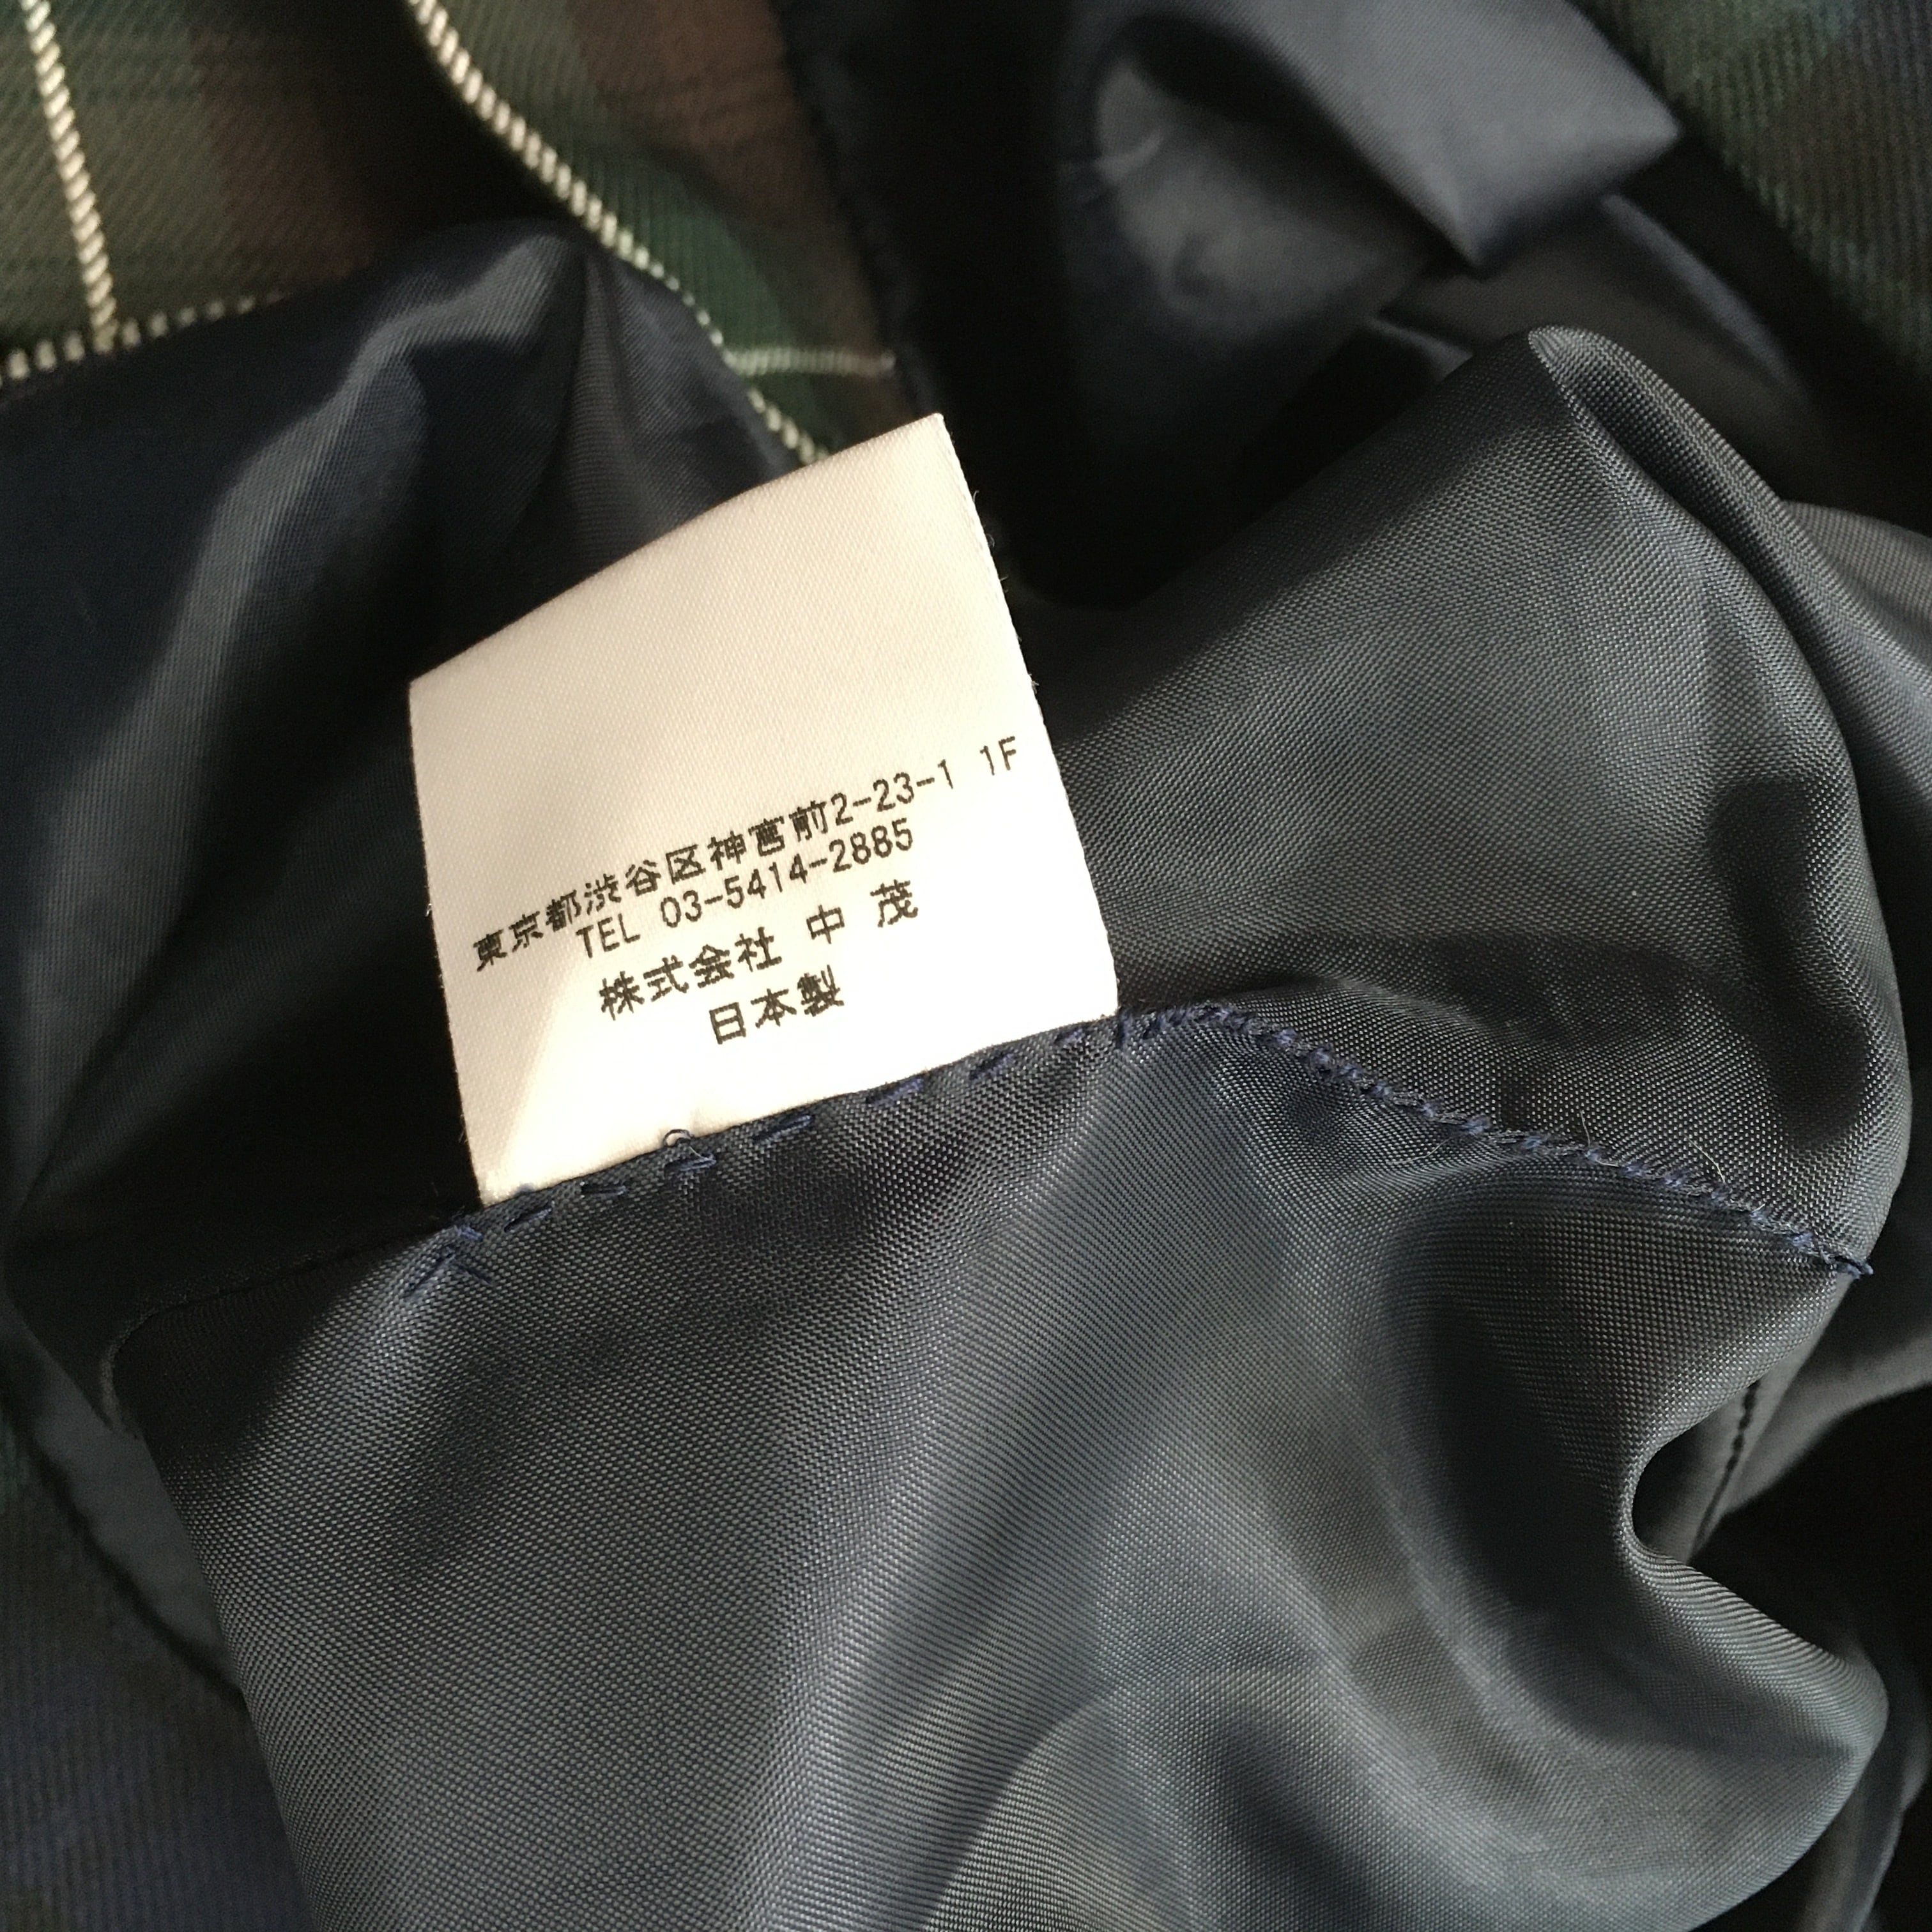 東京都渋谷区神宮前2-23-1 1F
TEL 03-5414-2885
株式会社 中 茂
日本製